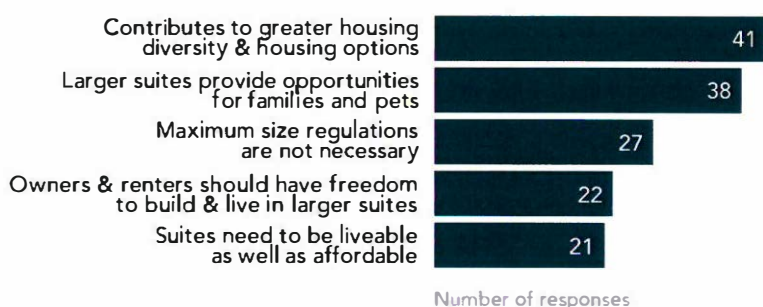 Contributes to greater housing
diversity & housing options
41
Larger suites provide opportunities
for families and pets
38
Maximum size regulations
are not necessary
27
Owners & renters should have freedom
to build & live in larger suites
22
Suites need to be liveable
as well as affordable
21
Number of responses